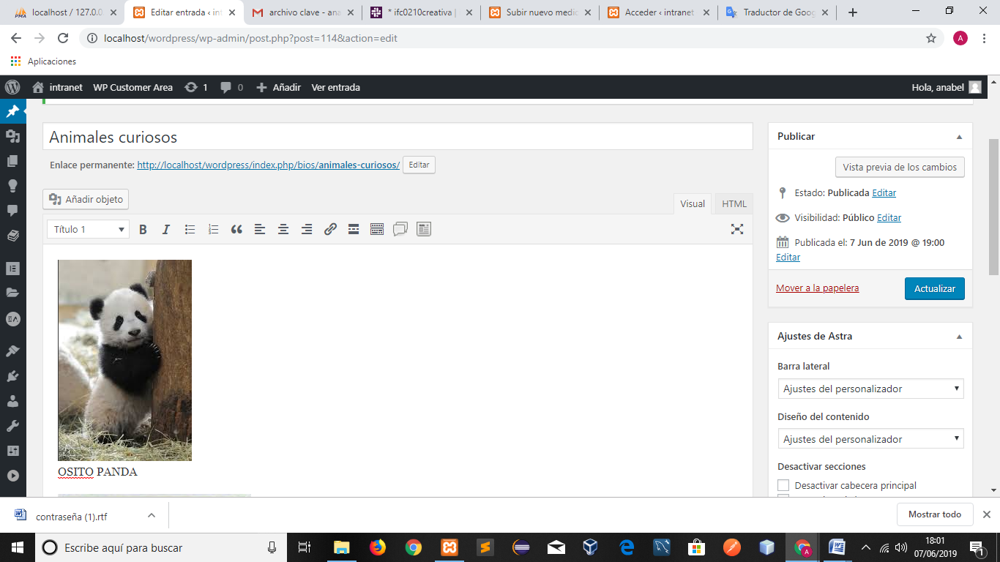 localhost / 127.0.0
Editar entrada ‹ int
archivo clave - ana
* ifc0210creativa |
Subir nuevo medio
Acceder ‹ intranet
Traductor de Goog
localhost/wordpress/wp-admin/post.php?post=114&action=edit
A
Aplicaciones
intranet
WP Customer Area
1
0
Añadir
Ver entrada
Hola, anabel
Animales curiosos
Enlace permanente: http://localhost/wordpress/index.php/bios/animales-curiosos/
Editar
Añadir objeto
Visual
HTML
Título 1
B
I
OSITO PANDA
Publicar
Vista previa de los cambios
Estado: Publicada Editar
Visibilidad: Público Editar
Publicada el: 7 Jun de 2019 @ 19:00
Editar
Mover a la papelera
Actualizar
Ajustes de Astra
Barra lateral
Ajustes del personalizador
Diseño del contenido
Ajustes del personalizador
Desactivar secciones
Desactivar cabecera principal
contraseña (1).rtf
Mostrar todo
Escribe aquí para buscar
18:01
07/06/2019
1